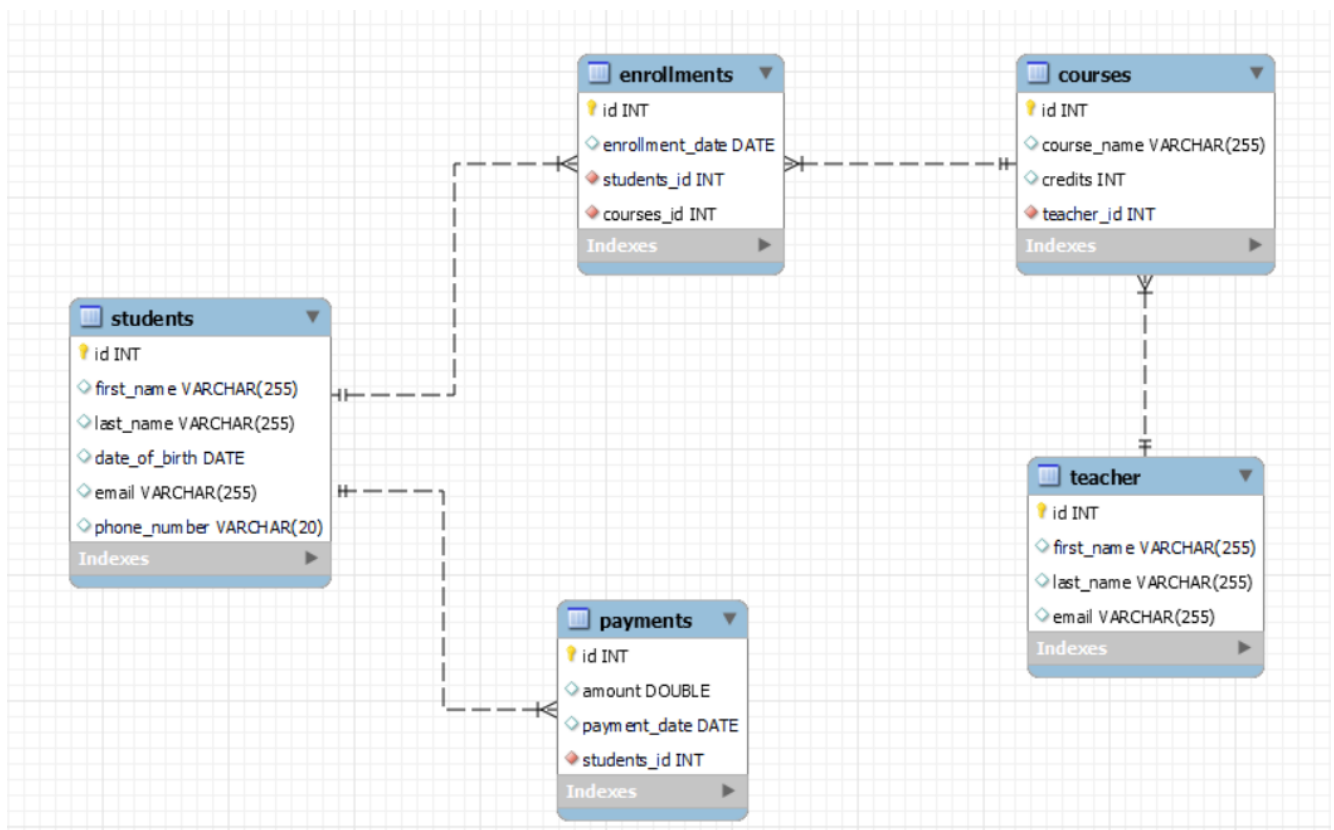 enrollments
id INT
enrollment_date DATE
students_id INT
courses_id INT
Indexes
courses
id INT
course_name VARCHAR(255)
credits INT
teacher_id INT
Indexes
students
id INT
first_name VARCHAR(255)
last_name VARCHAR(255)
date_of_birth DATE
email VARCHAR(255)
phone_number VARCHAR(20)
Indexes
teacher
id INT
first_name VARCHAR(255)
last_name VARCHAR(255)
email VARCHAR(255)
Indexes
payments
id INT
amount DOUBLE
payment_date DATE
students_id INT
Indexes